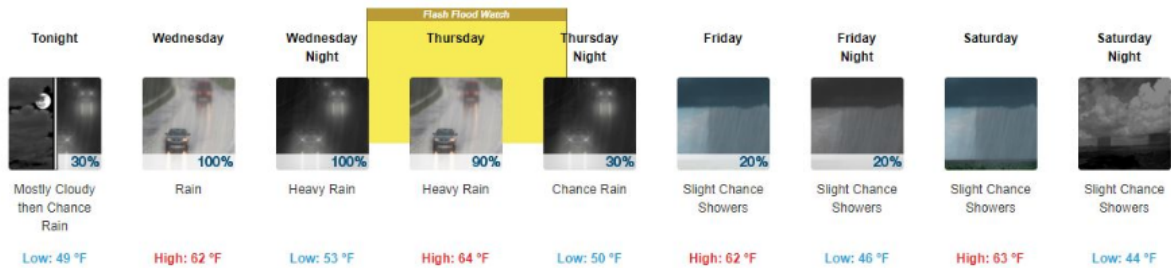 Flash Flood Watch
Tonight
Wednesday
Wednesday
Night
Thursday
Thursday
Night
Friday
Friday
Night
Saturday
Saturday
Night
30%
100%
100%
90%
30%
20%
20%
Mostly Cloudy
then Chance
Rain
Rain
Heavy Rain
Heavy Rain
Chance Rain
Slight Chance
Showers
Slight Chance
Showers
Slight Chance
Showers
Slight Chance
Showers
Low: 49 °F
High: 62 °F
Low: 53 °F
High: 64 °F
Low: 50 °F
High: 62 °F
Low: 46 °F
High: 63 °F
Low: 44 °F